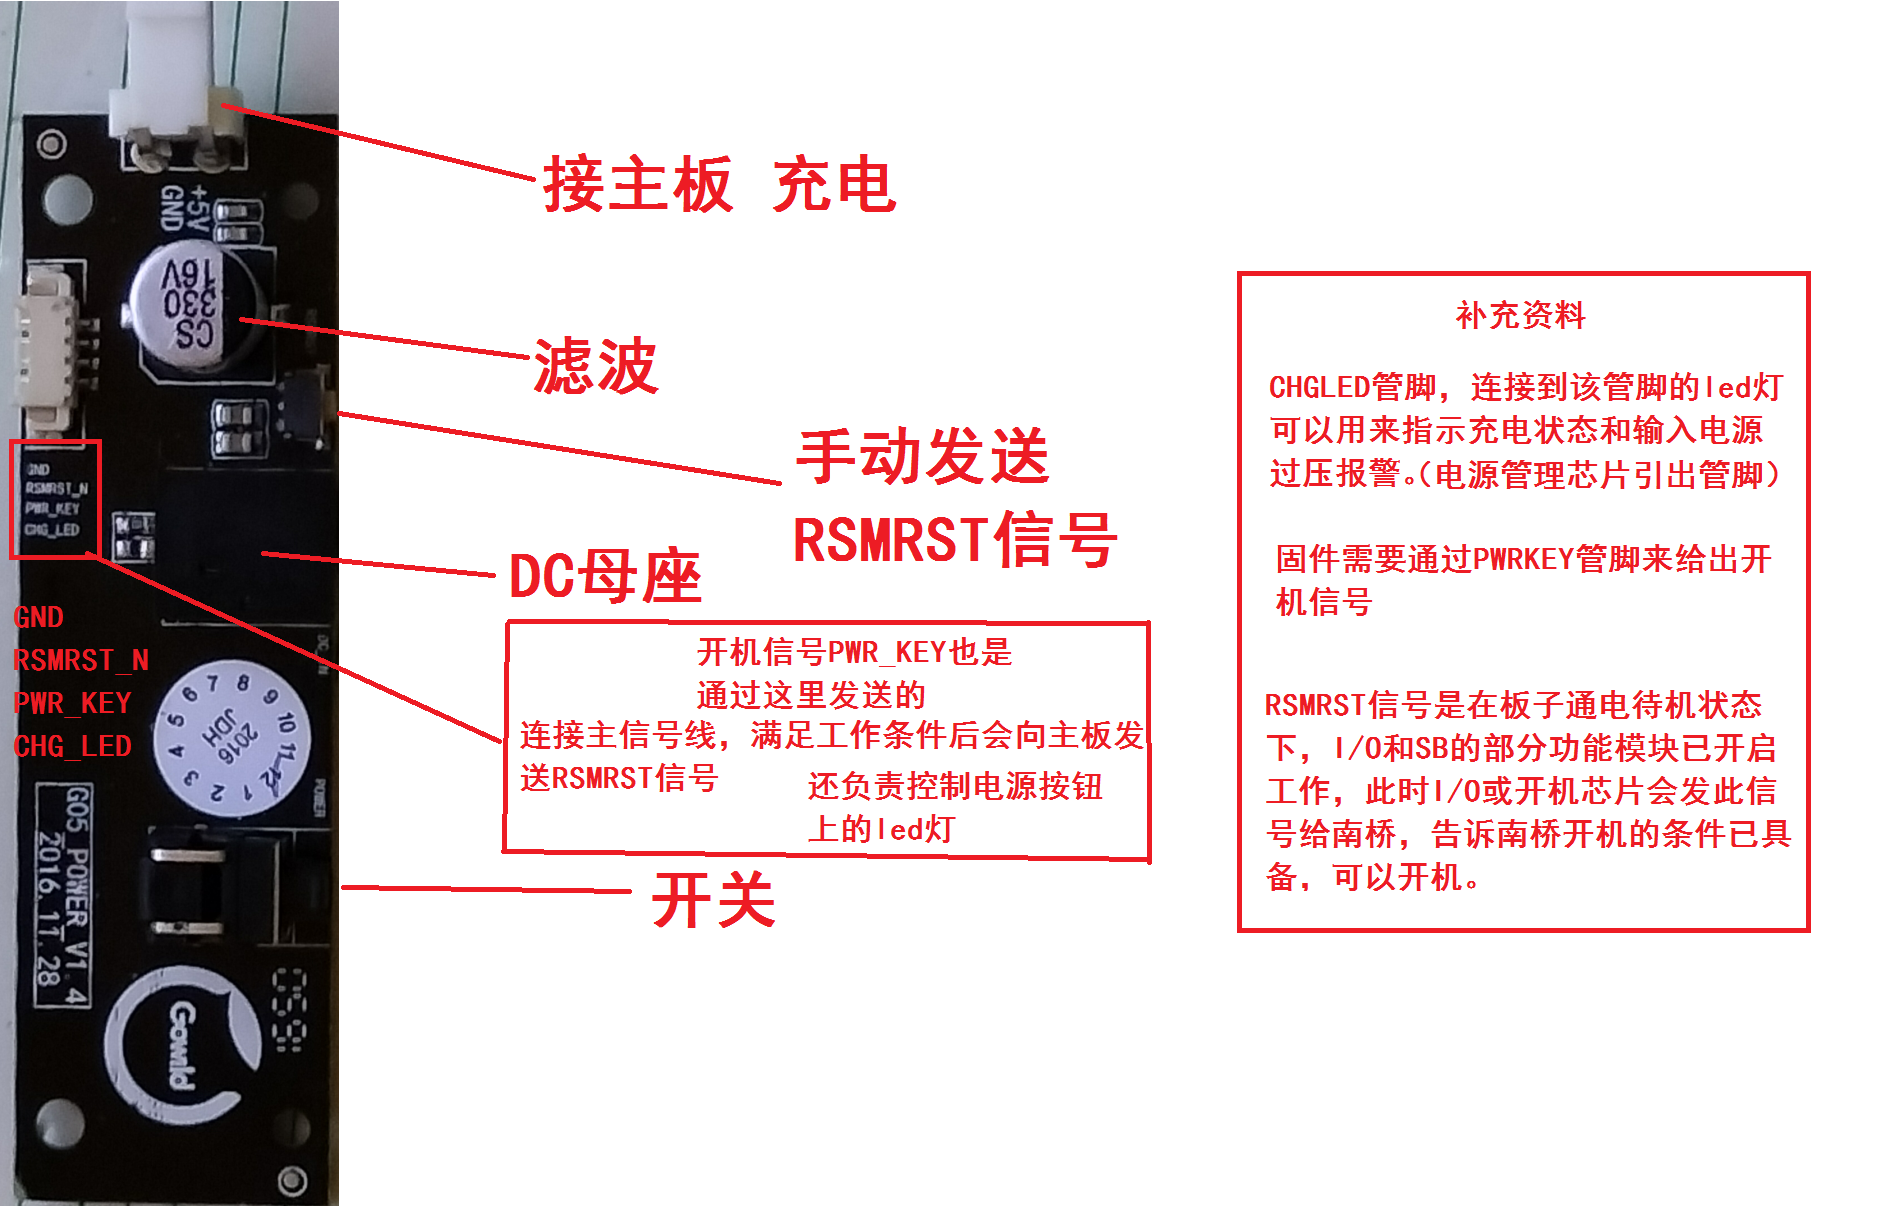 接主板 充电
+5V
GND
CS
330
16V
滤波
手动发送
RSMRST信号
GND
RSMRST_N
PWR_KEY
CHG_LED
DC母座
GND
RSMRST_N
PWR_KEY
CHG_LED
开机信号PWR_KEY也是
通过这里发送的
连接主信号线，满足工作条件后会向主板发
送RSMRST信号
还负责控制电源按钮
上的led灯
1 2 3 4 5 6 7 8 9 10 11 12
2016
JDH
POWER
G05 POWER V1.4
2016.11.28
开关
Gowild
补充资料
CHGLED管脚，连接到该管脚的led灯
可以用来指示充电状态和输入电源
过压报警。（电源管理芯片引出管脚）
固件需要通过PWRKEY管脚来给出开
机信号
RSMRST信号是在板子通电待机状态
下，I/O和SB的部分功能模块已开启
工作，此时I/O或开机芯片会发此信
号给南桥，告诉南桥开机的条件已具
备，可以开机。